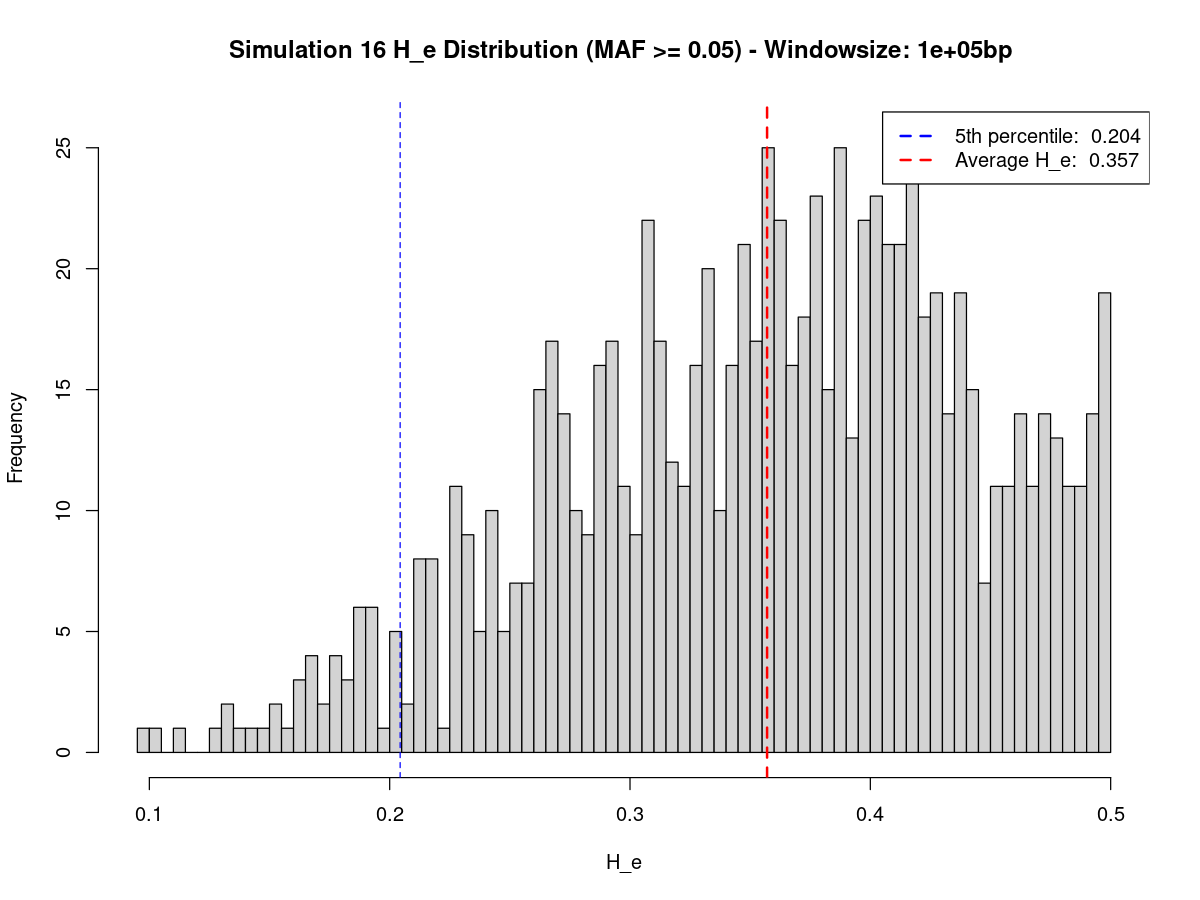 Simulation 16 H_e Distribution (MAF >= 0.05) - Windowsize: 1e+05bp
5th percentile: 0.204
Average H_e: 0.357
Frequency
25
20
15
10
5
0
0.1 0.2 0.3 0.4 0.5
H_e